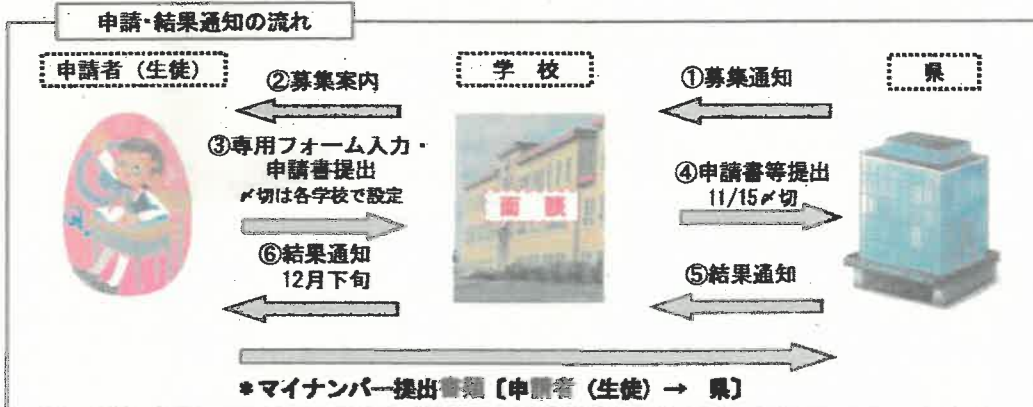 申請・結果通知の流れ
申請者（生徒）
学 校
県
②募集案内
①募集通知
③専用フォーム入力・
申請書提出
〆切は各学校で設定
面談
④申請書等提出
11/15〆切
⑥結果通知
12月下旬
⑤結果通知
＊マイナンバー提出書類〔申請者（生徒）→ 県〕